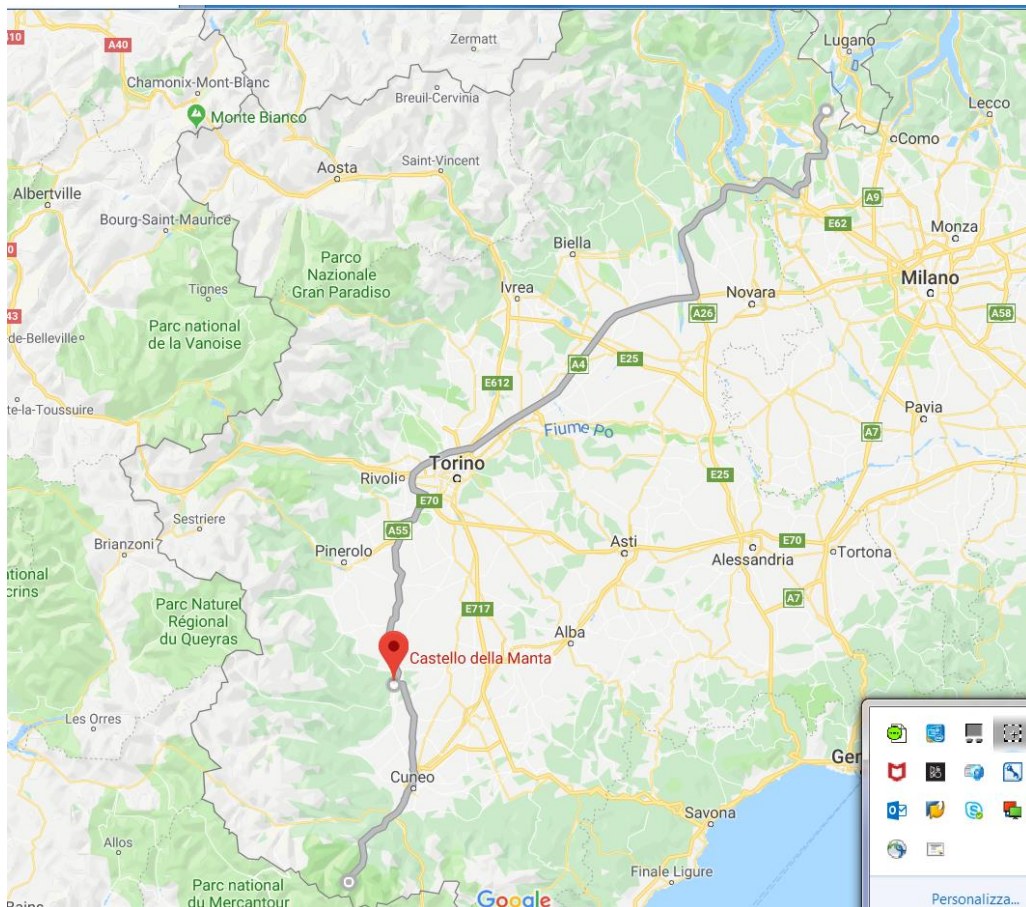 310
A40
Zermatt
Lugano
Chamonix-Mont-Blanc
Breuil-Cervinia
Lecco
Monte Bianco
Como
Aosta
Saint-Vincent
Albertville
A9
Bourg-Saint-Maurice
E62
Monza
Biella
Parco
Nazionale
Gran Paradiso
Ivrea
Milano
Tignes
Novara
43
A26
A58
Parc national
de la Vanoise
de-Belleville
A4
E25
E612
te-la-Toussuire
Pavia
Fiume Po
A7
Torino
Rivoli
E25
E70
Sestriere
A55
Brianzoni
Pinerolo
Asti
E70
Alessandria
Tortona
ational
crins
Parc Naturel
Régional
du Queyras
E717
A7
Alba
Castello della Manta
Les Orres
Ger
Cuneo
Savona
Allos
Finale Ligure
Parc national
du Mercantour
Google
Personalizza...